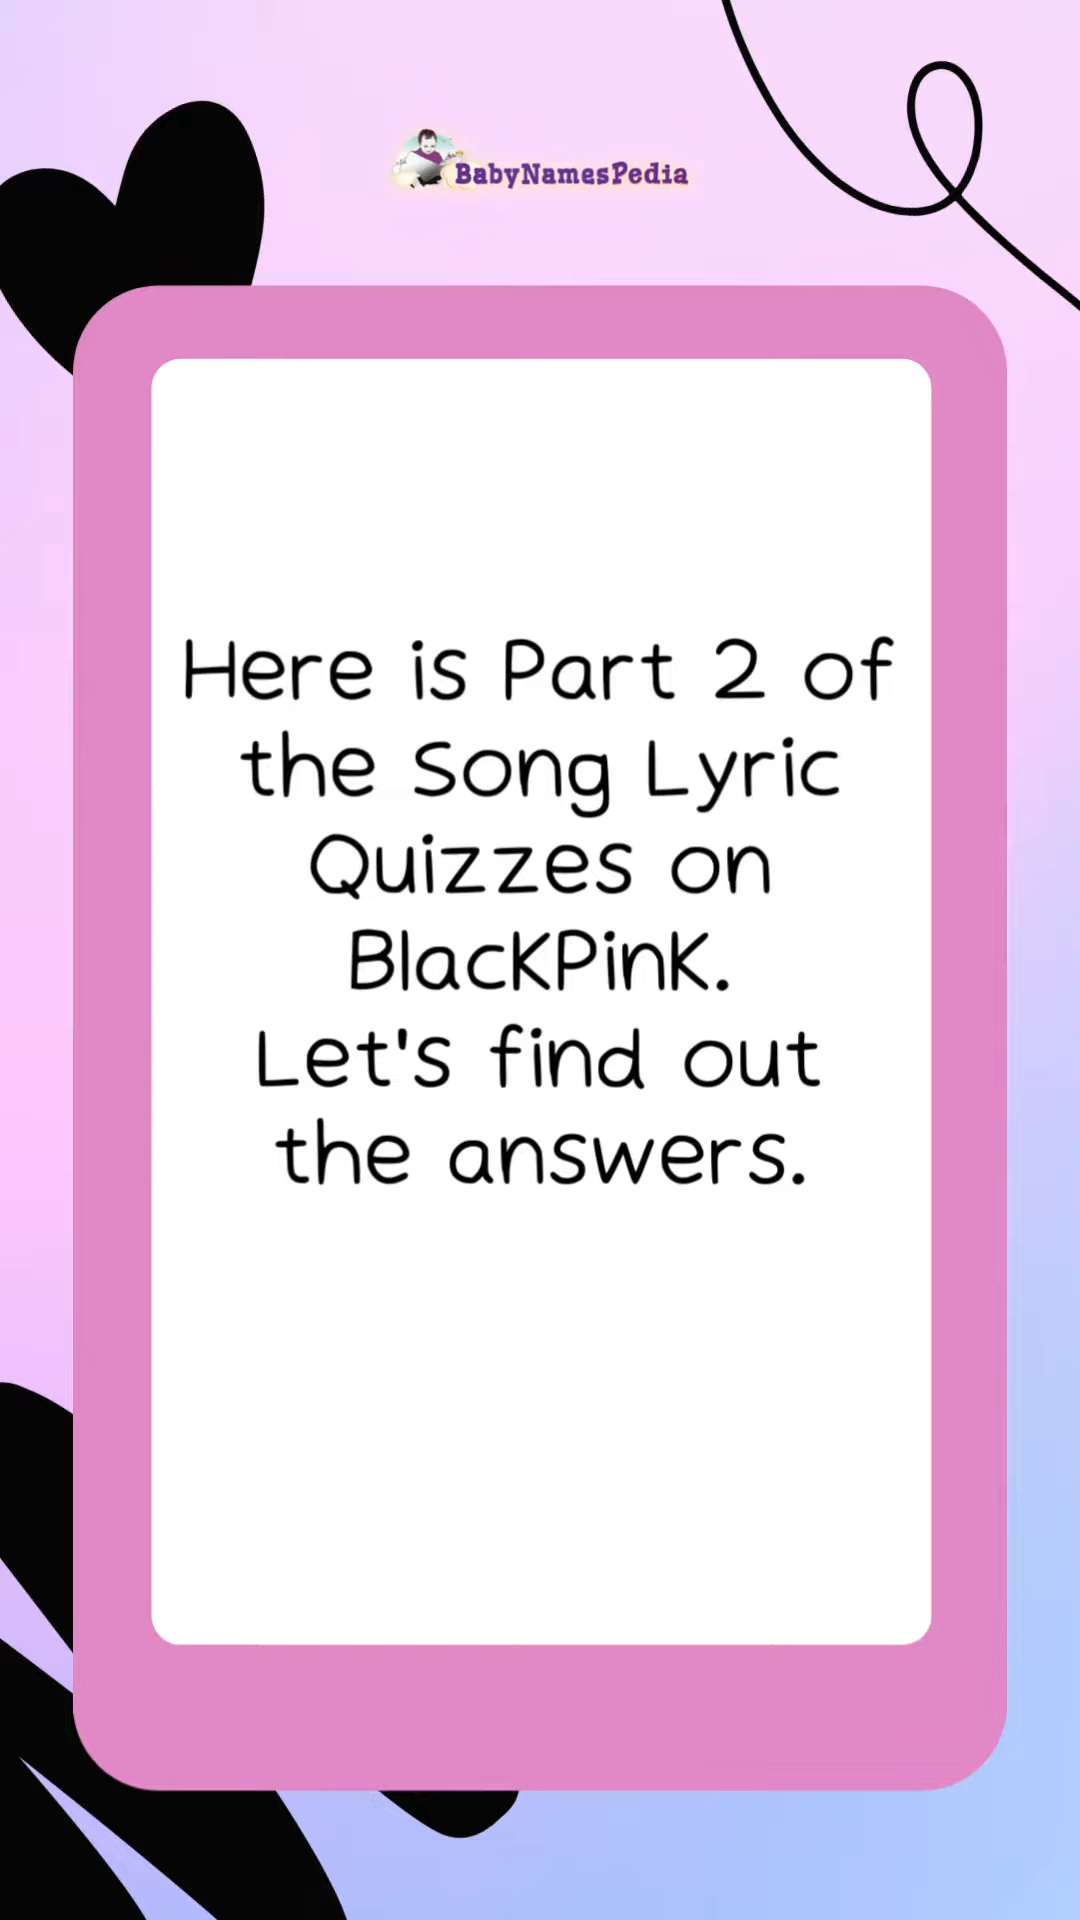 BabyNamesPedia
Here is Part 2 of
the Song Lyric
Quizzes on
BlackPink.
Let's find out
the answers.